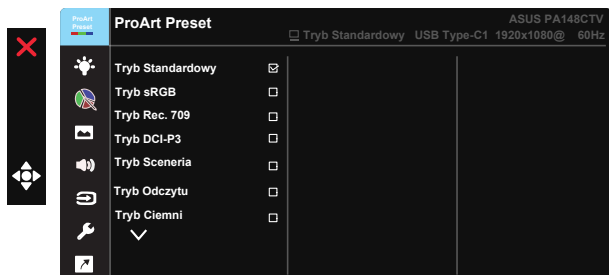 ProArt
Preset
ProArt Preset
ASUS PA148CTV
Tryb Standardowy USB Type-C1 1920x1080@ 60Hz
Tryb Standardowy
Tryb sRGB
Tryb Rec. 709
Tryb DCI-P3
Tryb Sceneria
Tryb Odczytu
Tryb Ciemni